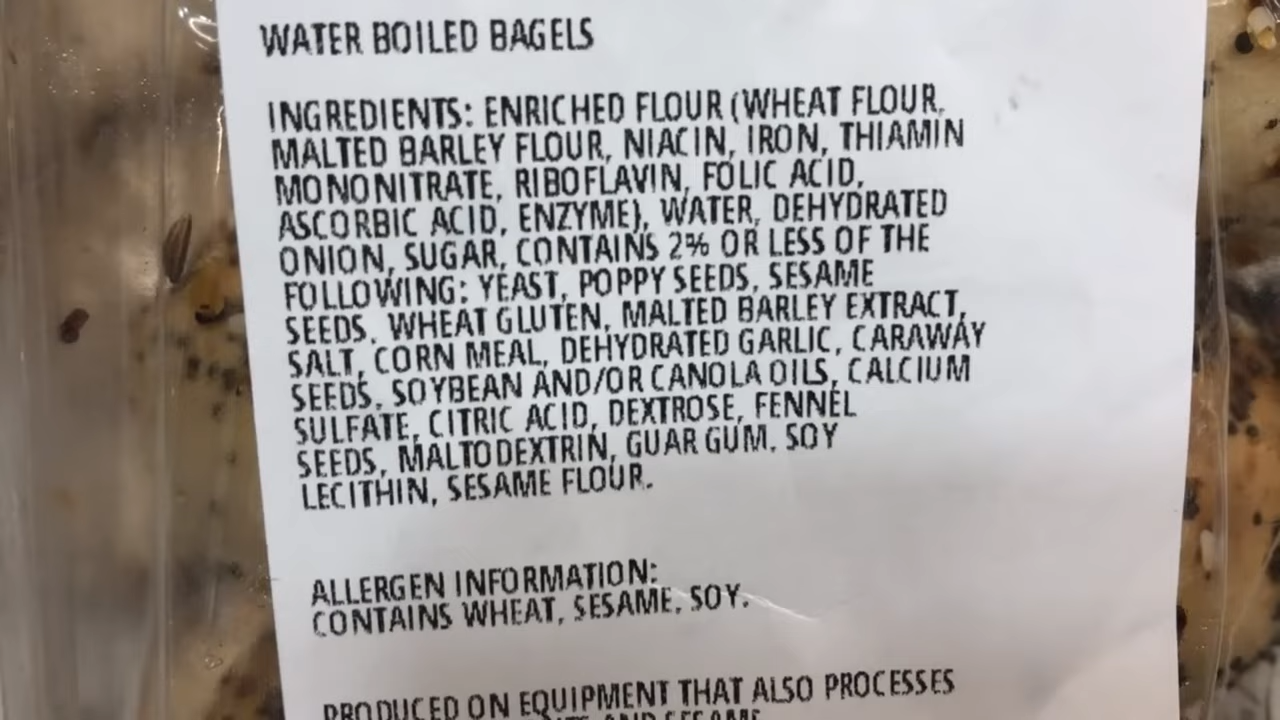 WATER BOILED BAGELS
INGREDIENTS: ENRICHED FLOUR (WHEAT FLOUR,
MALTED BARLEY FLOUR, NIACIN, IRON, THIAMIN
MONONITRATE, RIBOFLAVIN, FOLIC ACID,
ASCORBIC ACID, ENZYME), WATER, DEHYDRATED
ONION, SUGAR, CONTAINS 2% OR LESS OF THE
FOLLOWING: YEAST, POPPY SEEDS, SESAME
SEEDS, WHEAT GLUTEN, MALTED BARLEY EXTRACT,
SALT, CORN MEAL, DEHYDRATED GARLIC, CARAWAY
SEEDS, SOYBEAN AND/OR CANOLA OILS, CALCIUM
SULFATE, CITRIC ACID, DEXTROSE, FENNEL
SEEDS, MALTODEXTRIN, GUAR GUM, SOY
LECITHIN, SESAME FLOUR.
ALLERGEN INFORMATION:
CONTAINS WHEAT, SESAME, SOY.
PRODUCED ON EQUIPMENT THAT ALSO PROCESSES
AND SESAME